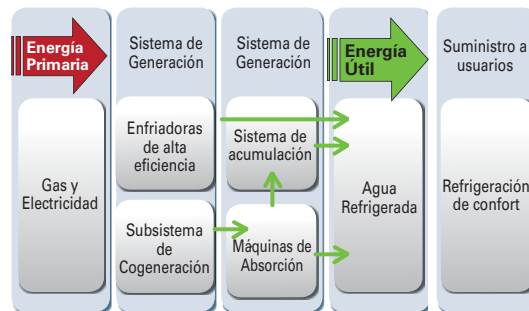 Energía
Primaria
Sistema de
Generación
Sistema de
Generación
Energía
Útil
Suministro a
usuarios
Gas y
Electricidad
Enfriadoras
de alta
eficiencia
Subsistema
de
Cogeneración
Sistema de
acumulación
Máquinas de
Absorción
Agua
Refrigerada
Refrigeración
de confort